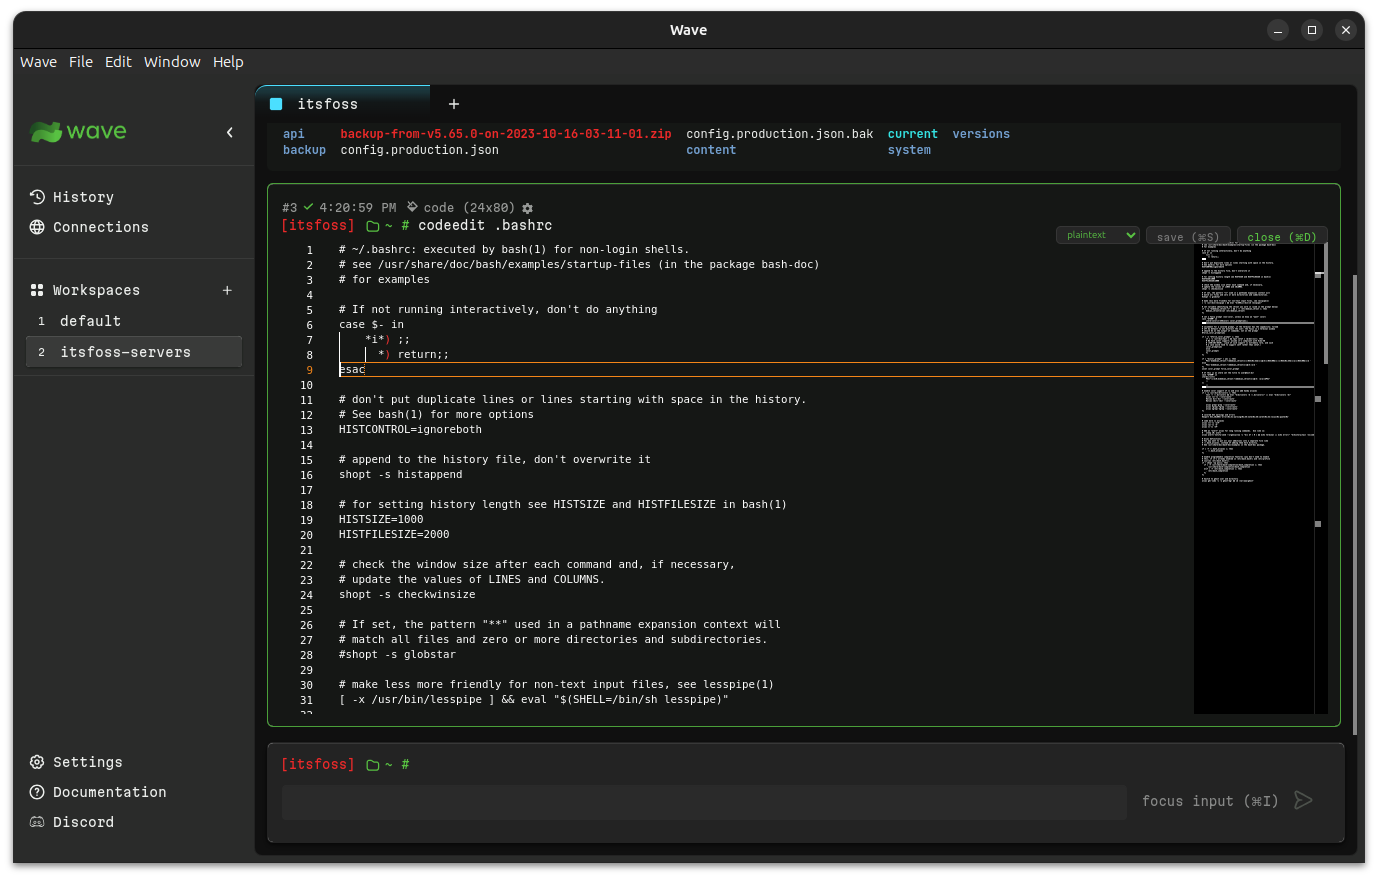 Wave
Wave File Edit Window Help
wave
History
Connections
Workspaces +
1 default
2 itsfoss-servers
Settings
Documentation
Discord
itsfoss +
api backup-from-v5.65.0-on-2023-10-16-03-11-01.zip config.production.json.bak current versions
backup config.production.json content system
#3 4:20:59 PM code (24x80)
[itsfoss] ~ # codeedit .bashrc
plaintext save (⌘S) close (⌘D)
1 # ~/.bashrc: executed by bash(1) for non-login shells.
2 # see /usr/share/doc/bash/examples/startup-files (in the package bash-doc)
3 # for examples
4
5 # If not running interactively, don't do anything
6 case $- in
7 *i*) ;;
8 *) return;;
9 esac
10
11 # don't put duplicate lines or lines starting with space in the history.
12 # See bash(1) for more options
13 HISTCONTROL=ignoreboth
14
15 # append to the history file, don't overwrite it
16 shopt -s histappend
17
18 # for setting history length see HISTSIZE and HISTFILESIZE in bash(1)
19 HISTSIZE=1000
20 HISTFILESIZE=2000
21
22 # check the window size after each command and, if necessary,
23 # update the values of LINES and COLUMNS.
24 shopt -s checkwinsize
25
26 # If set, the pattern "**" used in a pathname expansion context will
27 # match all files and zero or more directories and subdirectories.
28 #shopt -s globstar
29
30 # make less more friendly for non-text input files, see lesspipe(1)
31 [ -x /usr/bin/lesspipe ] && eval "$(SHELL=/bin/sh lesspipe)"
[itsfoss] ~ #
focus input (⌘I)